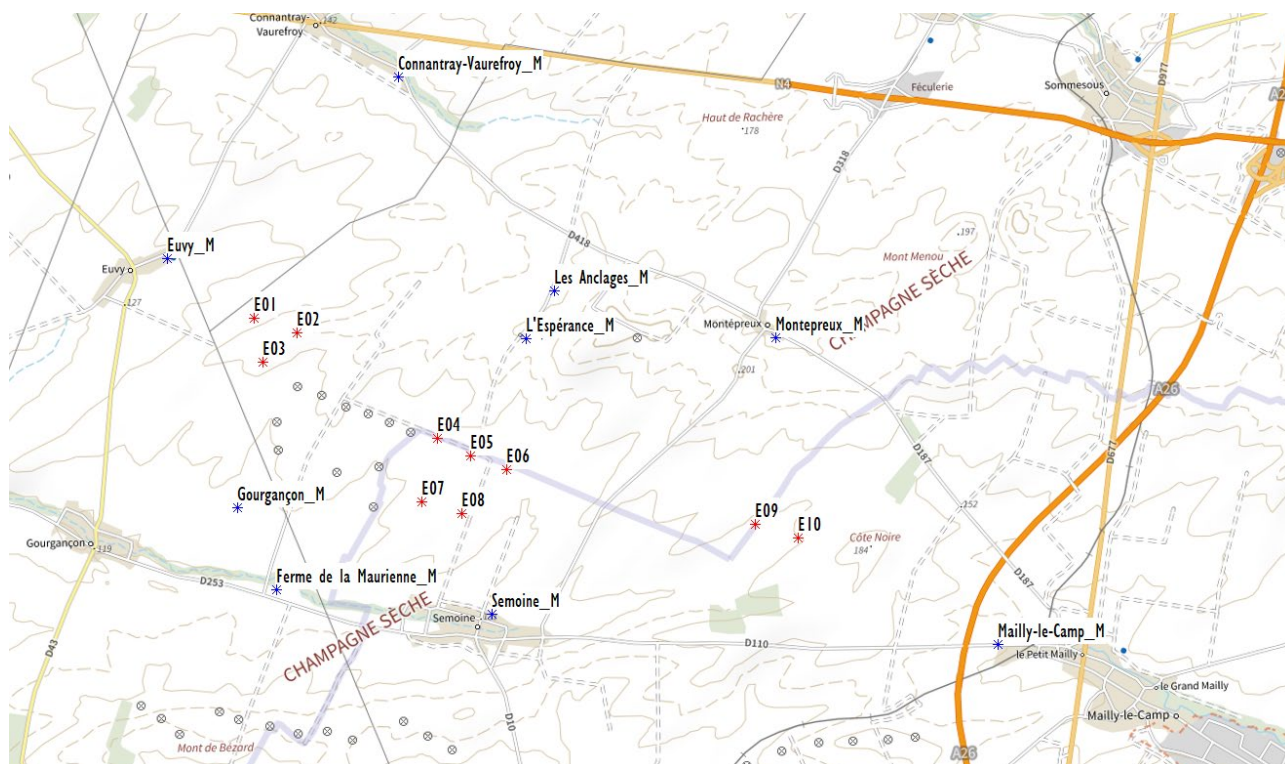 Connantray-
Vaurefroy
142
Connantray-Vaurefroy_M
N4
Féculerie
Sommesous
D977
Haut de Rachère
178
D318
Euvy_M
Euvy
127
D418
Les Anclages_M
197
Mont Menou
CHAMPAGNE SÈCHE
E01
E02
E03
L'Espérance_M
Montépreux
Montepreux_M
201
A26
E04
E05
E06
D187
D677
Gourgançon_M
E07
E08
152
E09
E10
Côte Noire
184
Gourgançon
119
D253
Ferme de la Maurienne_M
D187
CHAMPAGNE SÈCHE
Semoine_M
Semoine
D43
D110
Mailly-le-Camp_M
le Petit Mailly
le Grand Mailly
Mailly-le-Camp
D10
Mont de Bézard
A26